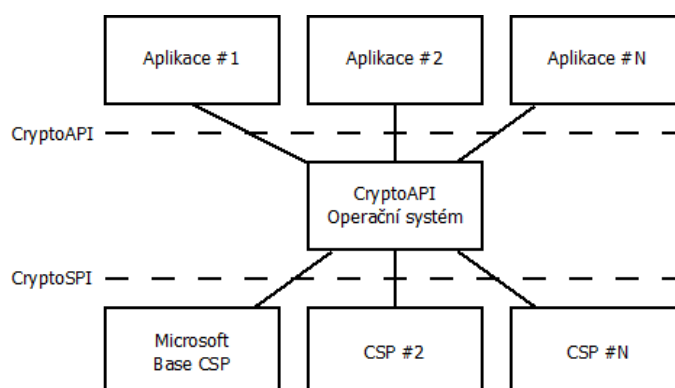 Aplikace #1
Aplikace #2
Aplikace #N
CryptoAPI
CryptoAPI
Operační systém
CryptoSPI
Microsoft
Base CSP
CSP #2
CSP #N